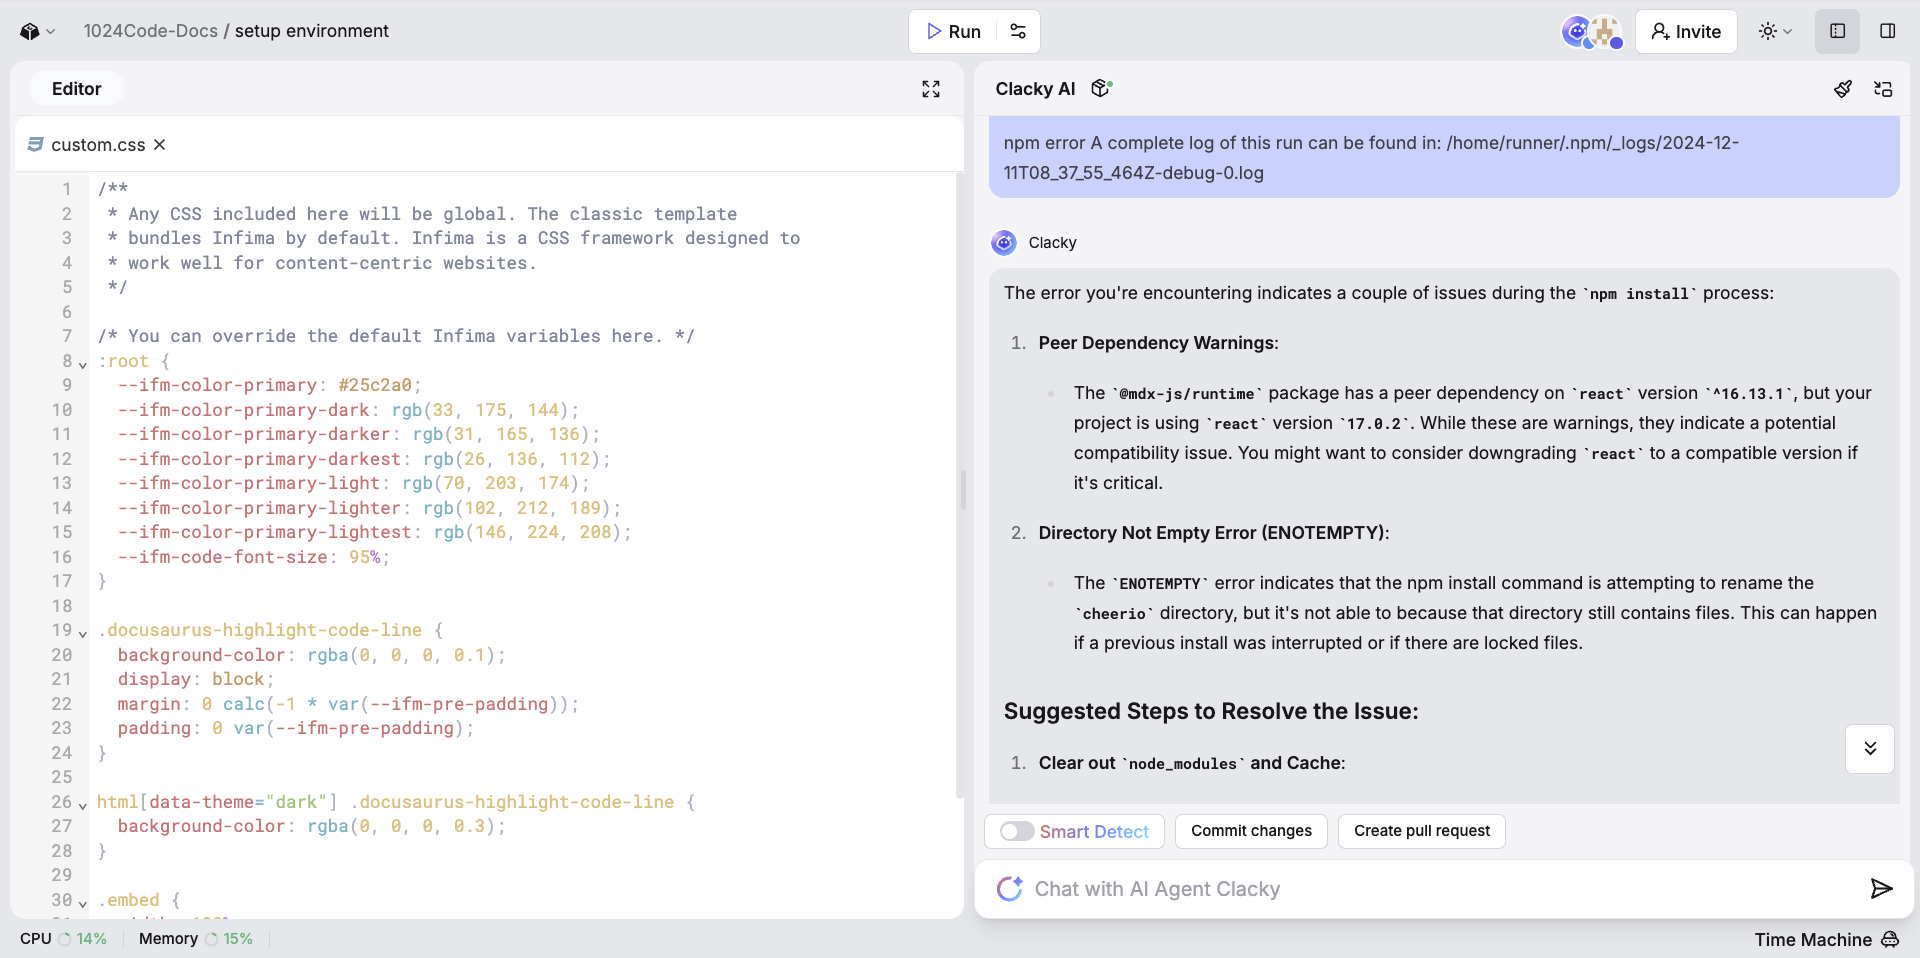 1024Code-Docs / setup environment
Run
Invite
Editor
custom.css
1 /**
2  * Any CSS included here will be global. The classic template
3  * bundles Infima by default. Infima is a CSS framework designed to
4  * work well for content-centric websites.
5  */
6
7 /* You can override the default Infima variables here. */
8 :root {
9   --ifm-color-primary: #25c2a0;
10   --ifm-color-primary-dark: rgb(33, 175, 144);
11   --ifm-color-primary-darker: rgb(31, 165, 136);
12   --ifm-color-primary-darkest: rgb(26, 136, 112);
13   --ifm-color-primary-light: rgb(70, 203, 174);
14   --ifm-color-primary-lighter: rgb(102, 212, 189);
15   --ifm-color-primary-lightest: rgb(146, 224, 208);
16   --ifm-code-font-size: 95%;
17 }
18
19 .docusaurus-highlight-code-line {
20   background-color: rgba(0, 0, 0, 0.1);
21   display: block;
22   margin: 0 calc(-1 * var(--ifm-pre-padding));
23   padding: 0 var(--ifm-pre-padding);
24 }
25
26 html[data-theme="dark"] .docusaurus-highlight-code-line {
27   background-color: rgba(0, 0, 0, 0.3);
28 }
29
30 .embed {
Clacky AI
npm error A complete log of this run can be found in: /home/runner/.npm/_logs/2024-12-
11T08_37_55_464Z-debug-0.log
Clacky
The error you're encountering indicates a couple of issues during the `npm install` process:
1. Peer Dependency Warnings:
The `@mdx-js/runtime` package has a peer dependency on `react` version `^16.13.1`, but your
project is using `react` version `17.0.2`. While these are warnings, they indicate a potential
compatibility issue. You might want to consider downgrading `react` to a compatible version if
it's critical.
2. Directory Not Empty Error (ENOTEMPTY):
The `ENOTEMPTY` error indicates that the npm install command is attempting to rename the
`cheerio` directory, but it's not able to because that directory still contains files. This can happen
if a previous install was interrupted or if there are locked files.
Suggested Steps to Resolve the Issue:
1. Clear out `node_modules` and Cache:
Smart Detect
Commit changes
Create pull request
Chat with AI Agent Clacky
CPU 14%
Memory 15%
Time Machine